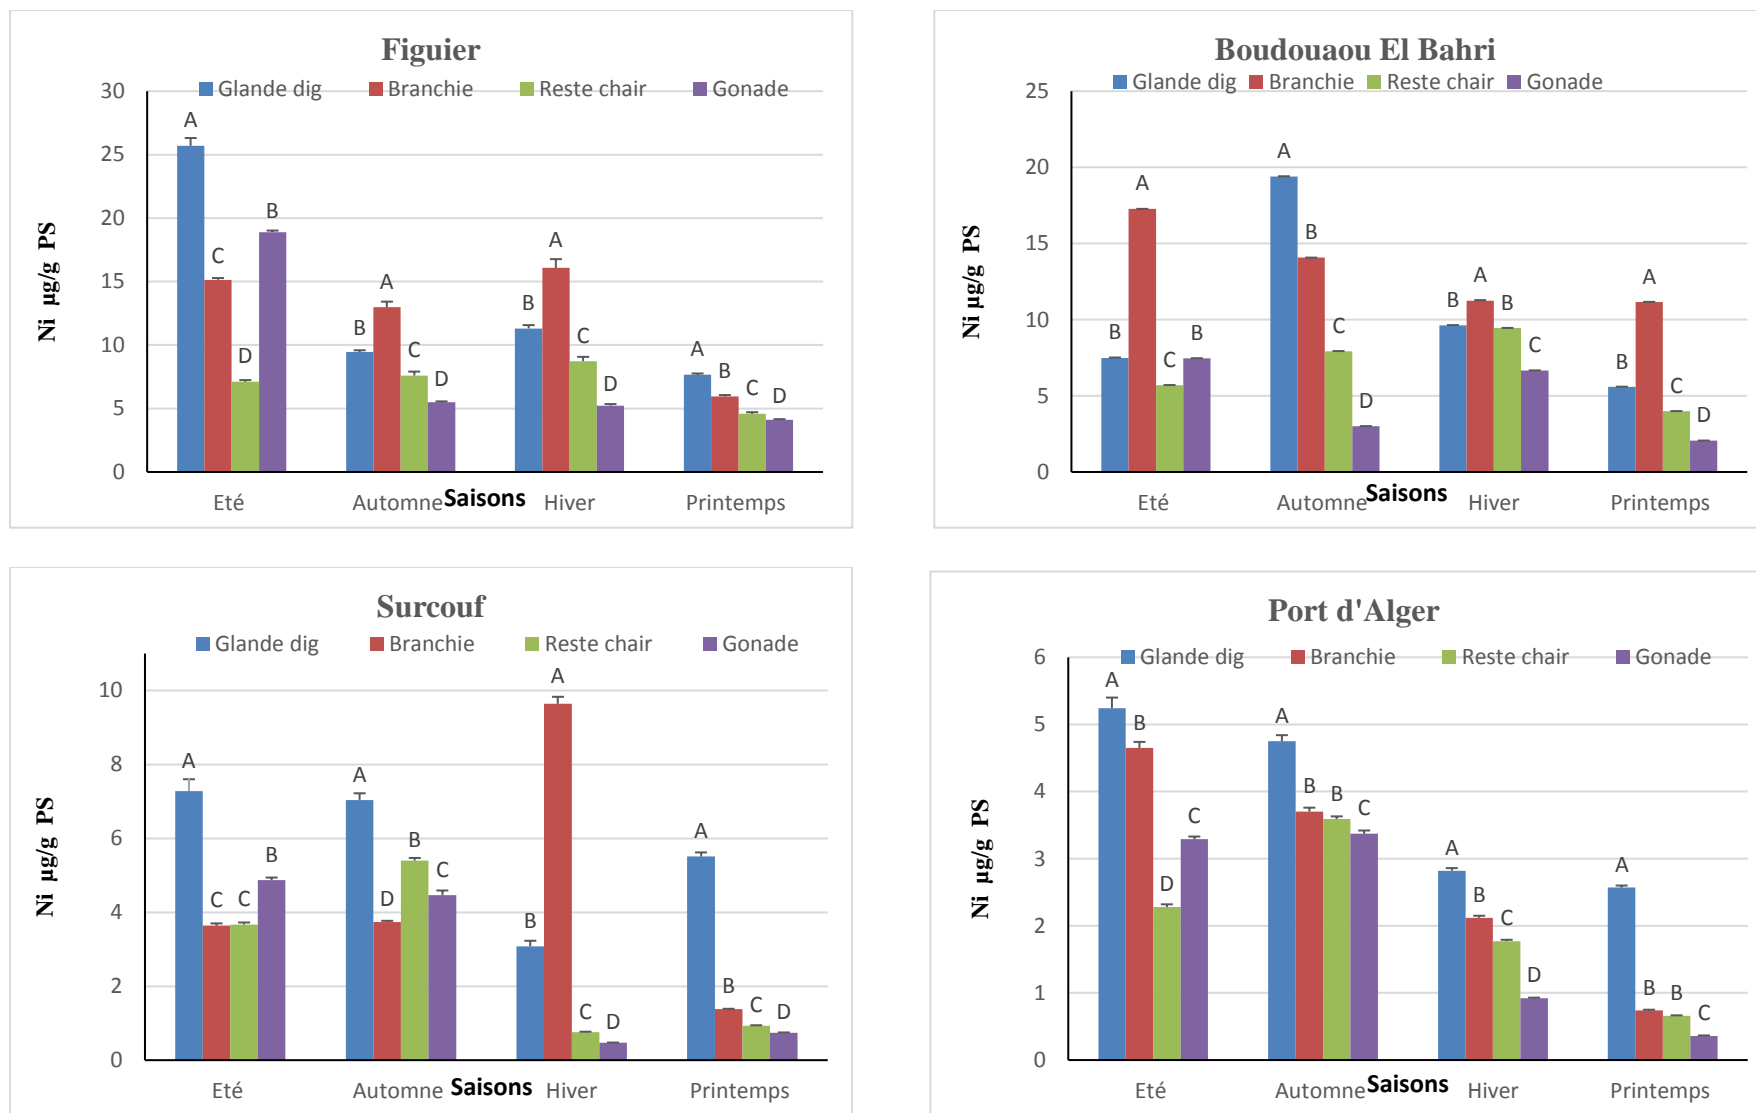 Figuier
Glande dig Branchie Reste chair Gonade
30
25
20
15
10
5
0
Ni µg/g PS
A C D B
B A C D
B A C D
A B C D
Eté Automne Hiver Printemps
Saisons
Boudouaou El Bahri
Glande dig Branchie Reste chair Gonade
25
20
15
10
5
0
Ni µg/g PS
B A C B
A B C D
B A B C
B A C D
Eté Automne Hiver Printemps
Saisons
Surcouf
Glande dig Branchie Reste chair Gonade
10
8
6
4
2
0
Ni µg/g PS
A C C B
A D B C
B A C D
A B C D
Eté Automne Hiver Printemps
Saisons
Port d'Alger
Glande dig Branchie Reste chair Gonade
6
5
4
3
2
1
0
Ni µg/g PS
A B D C
A B B C
A B C D
A B B C
Eté Automne Hiver Printemps
Saisons